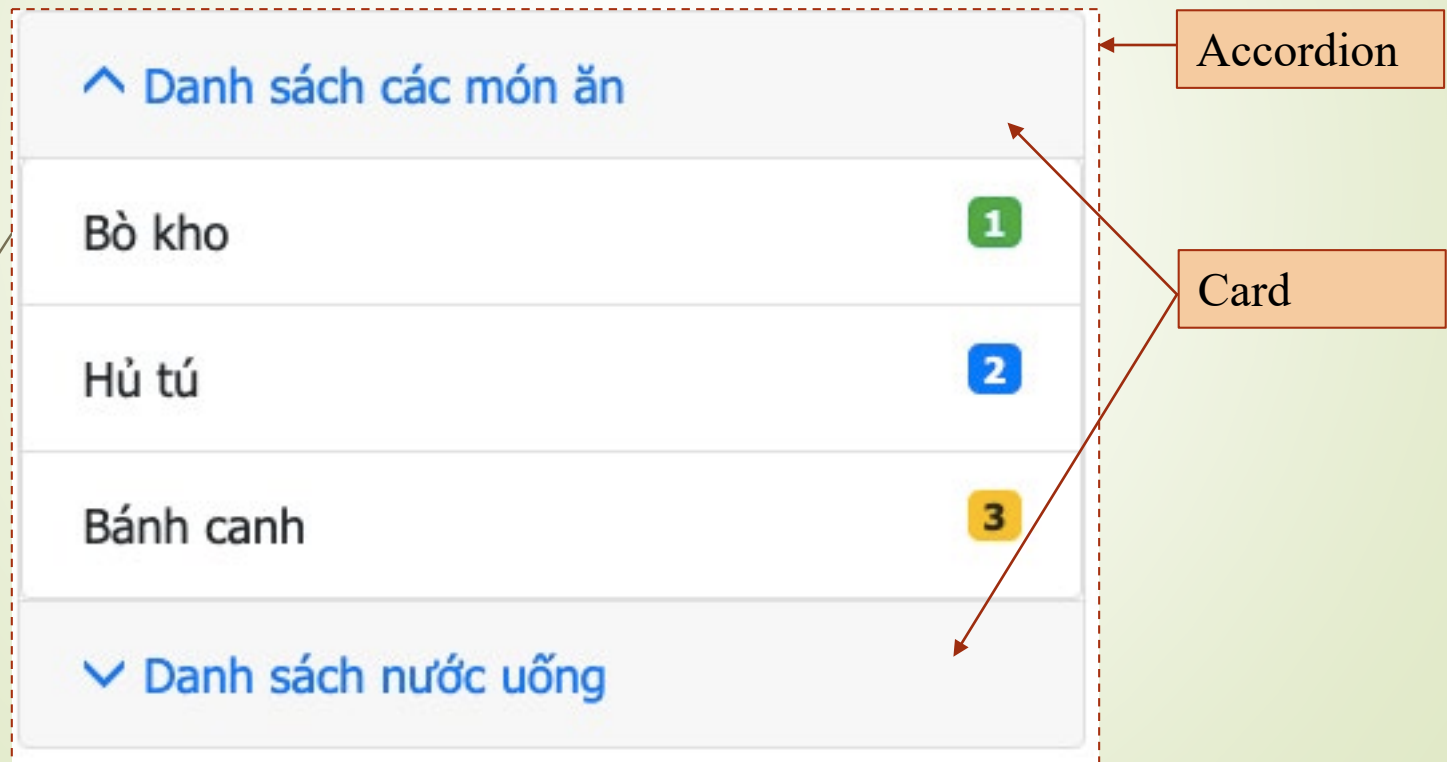 Danh sách các món ăn
Accordion
Bò kho 1
Card
Hủ tú 2
Bánh canh 3
Danh sách nước uống